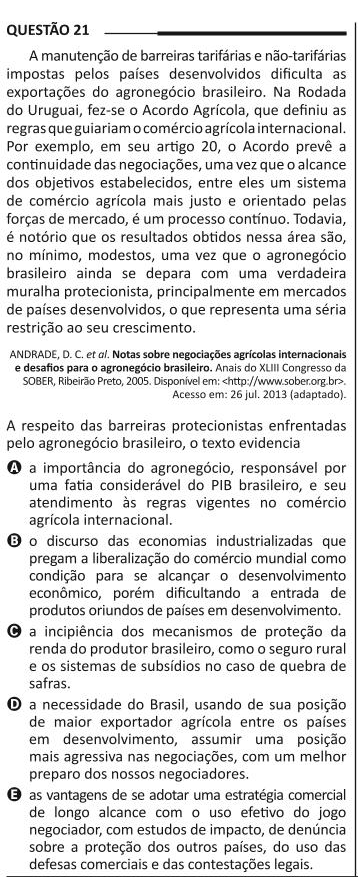 QUESTÃO 21
A manutenção de barreiras tarifárias e não-tarifárias
impostas pelos países desenvolvidos dificulta as
exportações do agronegócio brasileiro. Na Rodada
do Uruguai, fez-se o Acordo Agrícola, que definiu as
regras que guiariam o comércio agrícola internacional.
Por exemplo, em seu artigo 20, o Acordo prevê a
continuidade das negociações, uma vez que o alcance
dos objetivos estabelecidos, entre eles um sistema
de comércio agrícola mais justo e orientado pelas
forças de mercado, é um processo contínuo. Todavia,
é notório que os resultados obtidos nessa área são,
no mínimo, modestos, uma vez que o agronegócio
brasileiro ainda se depara com uma verdadeira
muralha protecionista, principalmente em mercados
de países desenvolvidos, o que representa uma séria
restrição ao seu crescimento.
ANDRADE, D. C. et al. Notas sobre negociações agrícolas internacionais
e desafios para o agronegócio brasileiro. Anais do XLIII Congresso da
SOBER, Ribeirão Preto, 2005. Disponível em: <http://www.sober.org.br>.
Acesso em: 26 jul. 2013 (adaptado).
A respeito das barreiras protecionistas enfrentadas
pelo agronegócio brasileiro, o texto evidencia
A a importância do agronegócio, responsável por
uma fatia considerável do PIB brasileiro, e seu
atendimento às regras vigentes no comércio
agrícola internacional.
B o discurso das economias industrializadas que
pregam a liberalização do comércio mundial como
condição para se alcançar o desenvolvimento
econômico, porém dificultando a entrada de
produtos oriundos de países em desenvolvimento.
C a incipiência dos mecanismos de proteção da
renda do produtor brasileiro, como o seguro rural
e os sistemas de subsídios no caso de quebra de
safras.
D a necessidade do Brasil, usando de sua posição
de maior exportador agrícola entre os países
em desenvolvimento, assumir uma posição
mais agressiva nas negociações, com um melhor
preparo dos nossos negociadores.
E as vantagens de se adotar uma estratégia comercial
de longo alcance com o uso efetivo do jogo
negociador, com estudos de impacto, de denúncia
sobre a proteção dos outros países, do uso das
defesas comerciais e das contestações legais.